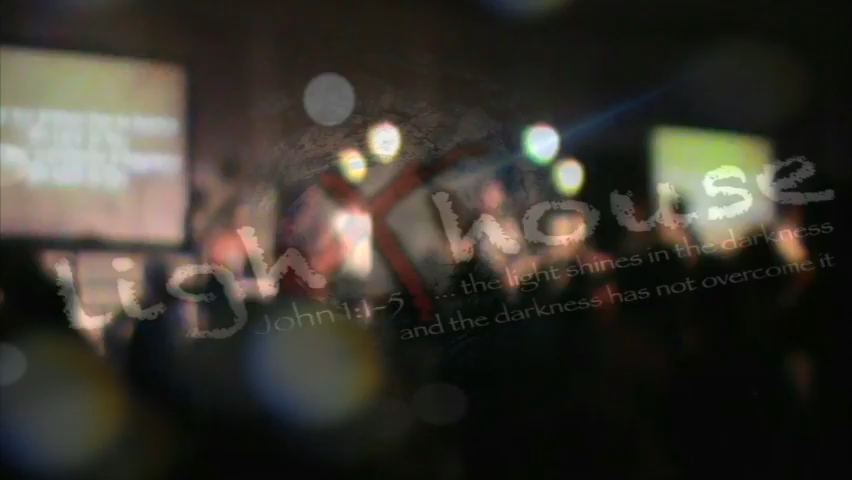 Lighthouse
John 1:1-5 ... the light shines in the darkness
and the darkness has not overcome it